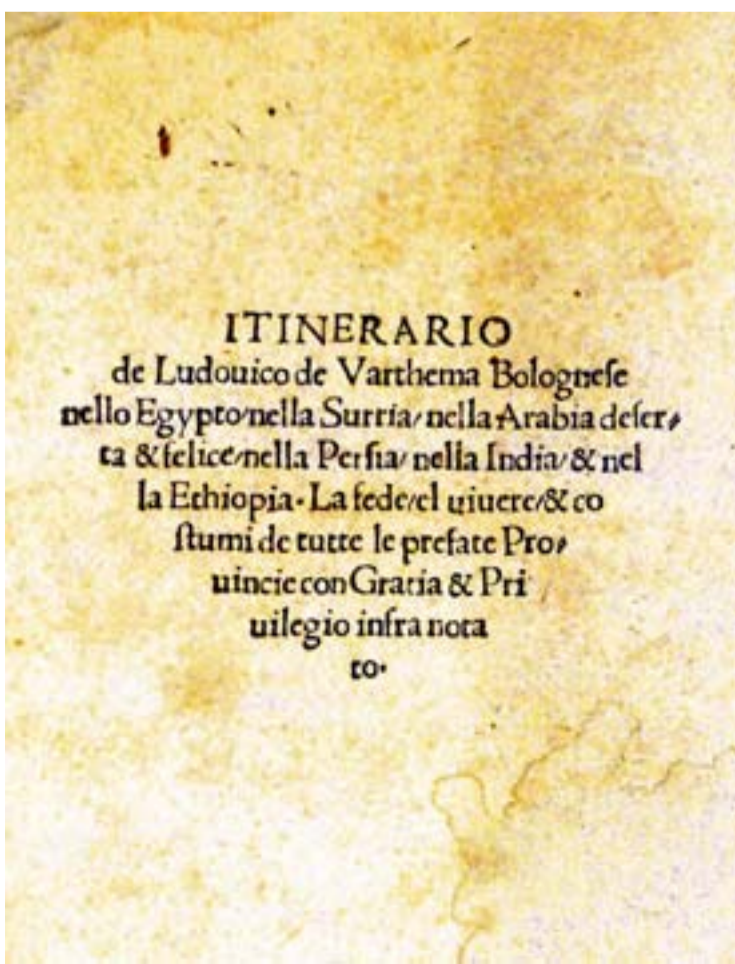 ITINERARIO
de Ludouico de Varthema Bolognese
nello Egypto/nella Surria/nella Arabia deser/
ta & felice/nella Persia/nella India/& nel
la Ethiopia. La fede/el uiuere/& co
stumi de tutte le prefate Pro/
uincie con Gratia & Pri
uilegio infra nota
to.